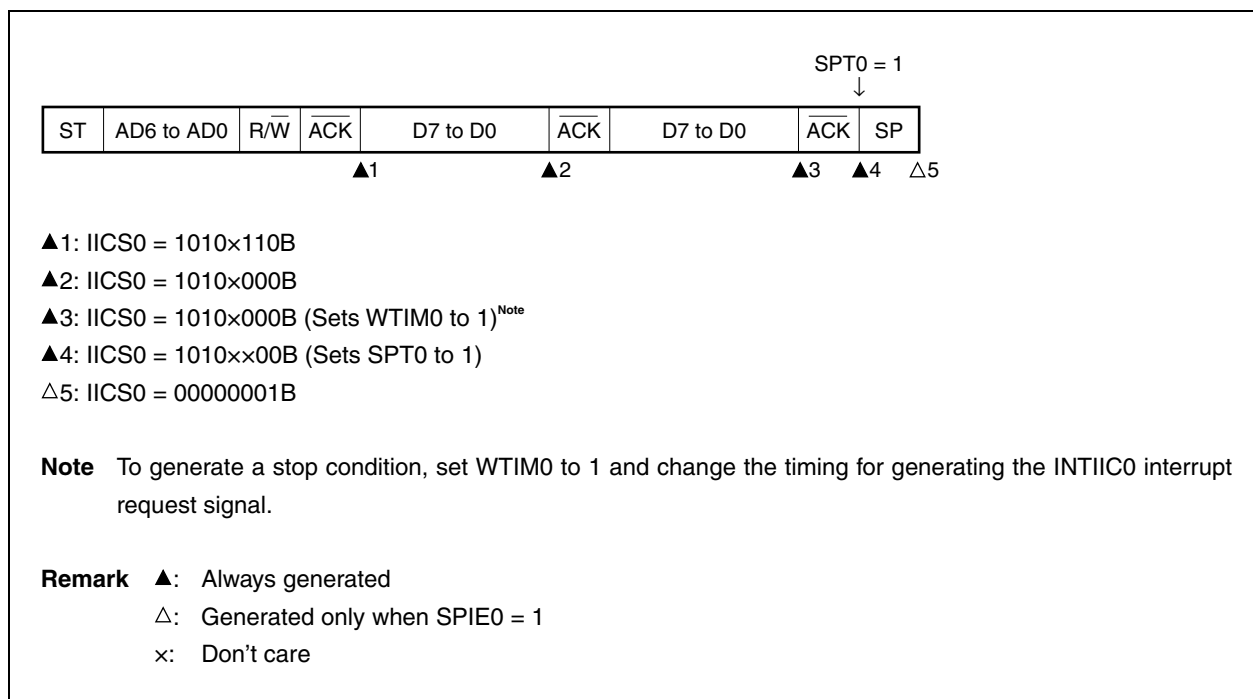 SPT0 = 1
↓
ST AD6 to AD0 R/W̅ A̅C̅K̅ D7 to D0 A̅C̅K̅ D7 to D0 A̅C̅K̅ SP
▲1 ▲2 ▲3 ▲4 △5
▲1: IICS0 = 1010×110B
▲2: IICS0 = 1010×000B
▲3: IICS0 = 1010×000B (Sets WTIM0 to 1)Note
▲4: IICS0 = 1010××00B (Sets SPT0 to 1)
△5: IICS0 = 00000001B
Note To generate a stop condition, set WTIM0 to 1 and change the timing for generating the INTIIC0 interrupt
request signal.
Remark ▲: Always generated
△: Generated only when SPIE0 = 1
×: Don't care